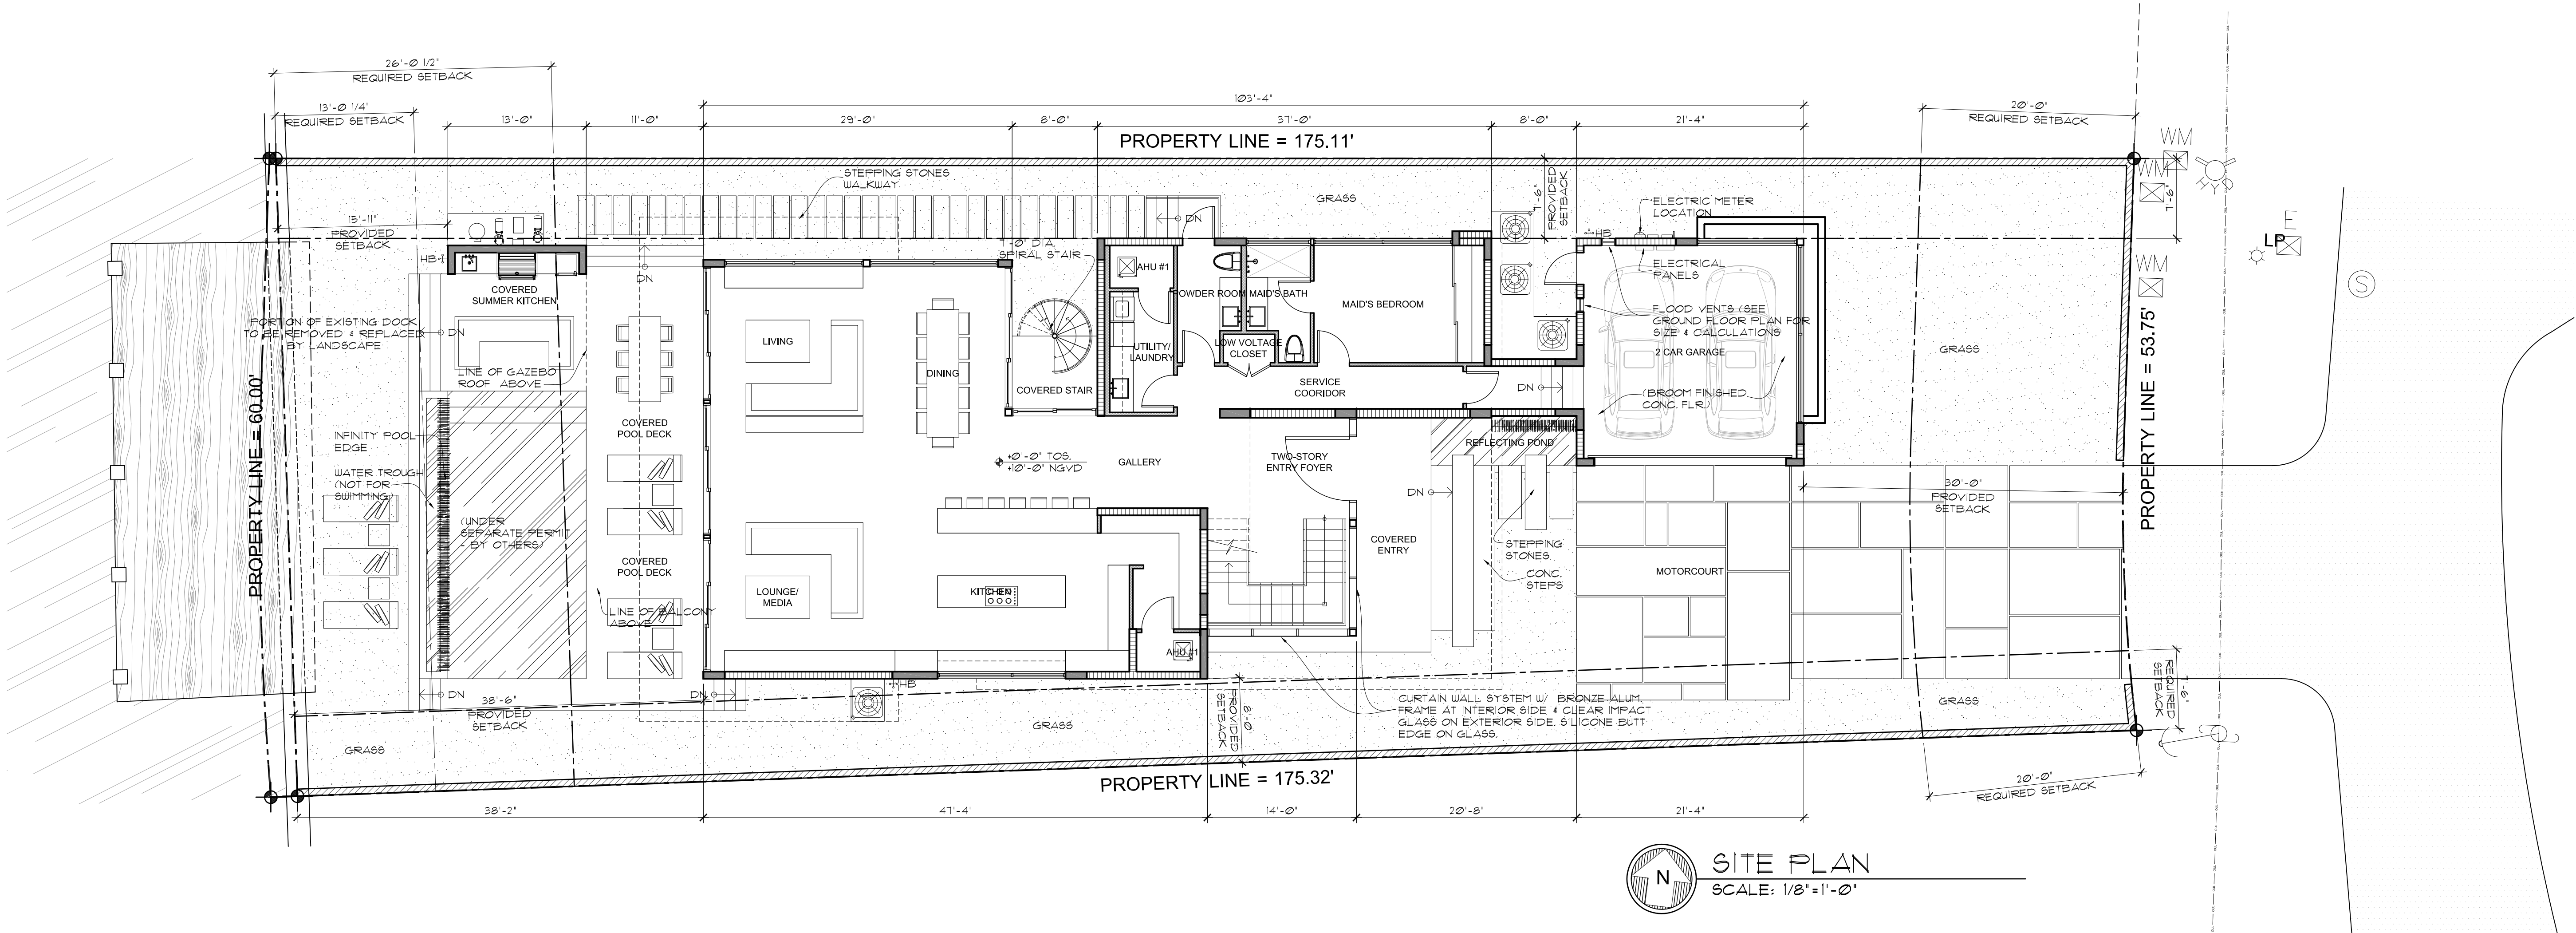 26'-0 1/2"
REQUIRED SETBACK
13'-0 1/4"
REQUIRED SETBACK
13'-0"
11'-0"
29'-0"
8'-0"
103'-4"
37'-0"
8'-0"
21'-4"
20'-0"
REQUIRED SETBACK
PROPERTY LINE = 175.11'
WM
WM
WM
HYD
7'-6"
E
LP
S
STEPPING STONES
WALKWAY
GRASS
7'-6"
PROVIDED
SETBACK
ELECTRIC METER
LOCATION
HB
ELECTRICAL
PANELS
FLOOD VENTS (SEE
GROUND FLOOR PLAN FOR
SIZE & CALCULATIONS
2 CAR GARAGE
(BROOM FINISHED
CONC. FLR.)
GRASS
15'-11"
PROVIDED
SETBACK
HB
COVERED
SUMMER KITCHEN
DN
DN
DN
PORTION OF EXISTING DOCK
TO BE REMOVED & REPLACED
BY LANDSCAPE
LINE OF GAZEBO
ROOF ABOVE
7'-0" DIA.
SPIRAL STAIR
AHU #1
POWDER ROOM
MAID'S BATH
MAID'S BEDROOM
LIVING
DINING
COVERED STAIR
UTILITY/
LAUNDRY
LOW VOLTAGE
CLOSET
SERVICE
COORIDOR
DN
PROPERTY LINE = 60.00'
PROPERTY LINE = 53.75'
INFINITY POOL
EDGE
WATER TROUGH
(NOT FOR
SWIMMING)
(UNDER
SEPARATE PERMIT
- BY OTHERS)
COVERED
POOL DECK
COVERED
POOL DECK
+0'-0" TOS.
+10'-0" NGVD
GALLERY
TWO-STORY
ENTRY FOYER
REFLECTING POND
DN
30'-0"
PROVIDED
SETBACK
COVERED
ENTRY
STEPPING
STONES
CONC.
STEPS
MOTORCOURT
LOUNGE/
MEDIA
KITCHEN
LINE OF BALCONY
ABOVE
AHU #1
DN
DN
HB
38'-6"
PROVIDED
SETBACK
GRASS
GRASS
8'-0"
PROVIDED
SETBACK
CURTAIN WALL SYSTEM W/ BRONZE ALUM.
FRAME AT INTERIOR SIDE & CLEAR IMPACT
GLASS ON EXTERIOR SIDE. SILICONE BUTT
EDGE ON GLASS.
GRASS
7'-6"
REQUIRED
SETBACK
PROPERTY LINE = 175.32'
20'-0"
REQUIRED SETBACK
38'-2"
47'-4"
14'-0"
20'-8"
21'-4"
N
SITE PLAN
SCALE: 1/8"=1'-0"